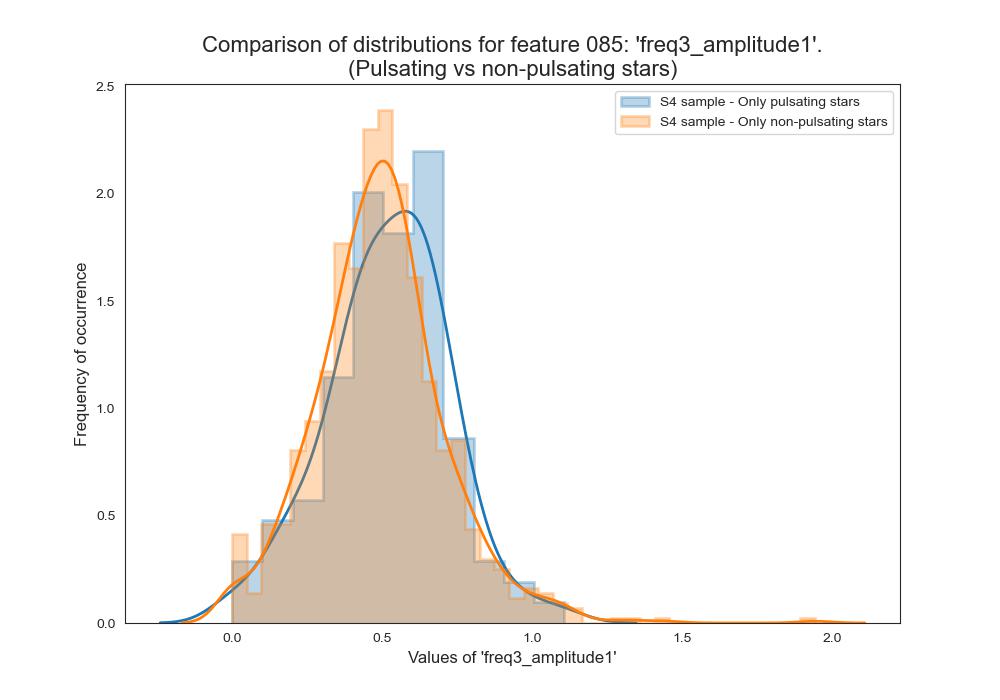 Comparison of distributions for feature 085: 'freq3_amplitude1'.
(Pulsating vs non-pulsating stars)
S4 sample - Only pulsating stars
S4 sample - Only non-pulsating stars
Frequency of occurrence
2.5
2.0
1.5
1.0
0.5
0.0
0.0
0.5
1.0
1.5
2.0
Values of 'freq3_amplitude1'